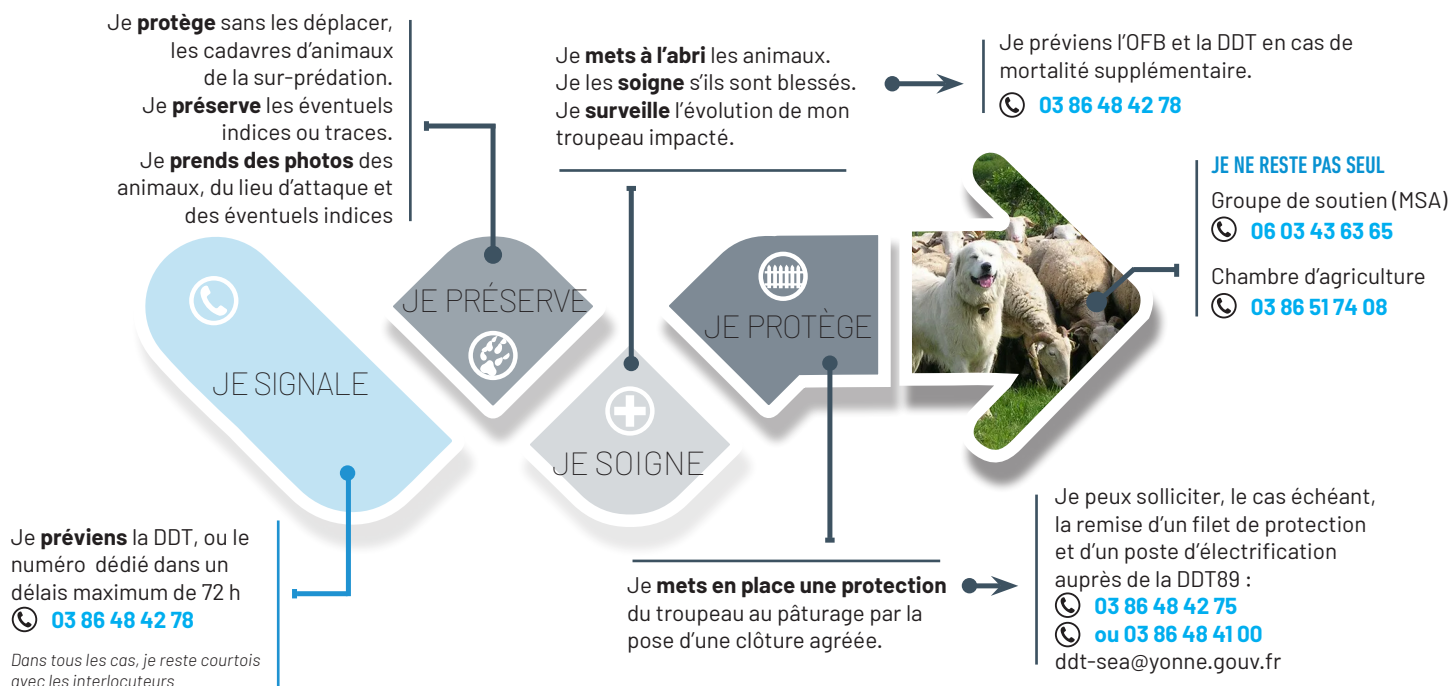 Je protège sans les déplacer,
les cadavres d'animaux
de la sur-prédation.
Je préserve les éventuels
indices ou traces.
Je prends des photos des
animaux, du lieu d'attaque et
des éventuels indices
Je mets à l'abri les animaux.
Je les soigne s'ils sont blessés.
Je surveille l'évolution de mon
troupeau impacté.
Je préviens l'OFB et la DDT en cas de
mortalité supplémentaire.
03 86 48 42 78
JE NE RESTE PAS SEUL
Groupe de soutien (MSA)
06 03 43 63 65
Chambre d'agriculture
03 86 51 74 08
JE SIGNALE
JE PRÉSERVE
JE SOIGNE
JE PROTÈGE
Je préviens la DDT, ou le
numéro dédié dans un
délais maximum de 72 h
03 86 48 42 78
Dans tous les cas, je reste courtois
avec les interlocuteurs
Je mets en place une protection
du troupeau au pâturage par la
pose d'une clôture agréée.
Je peux solliciter, le cas échéant,
la remise d'un filet de protection
et d'un poste d'électrification
auprès de la DDT89 :
03 86 48 42 75
ou 03 86 48 41 00
ddt-sea@yonne.gouv.fr